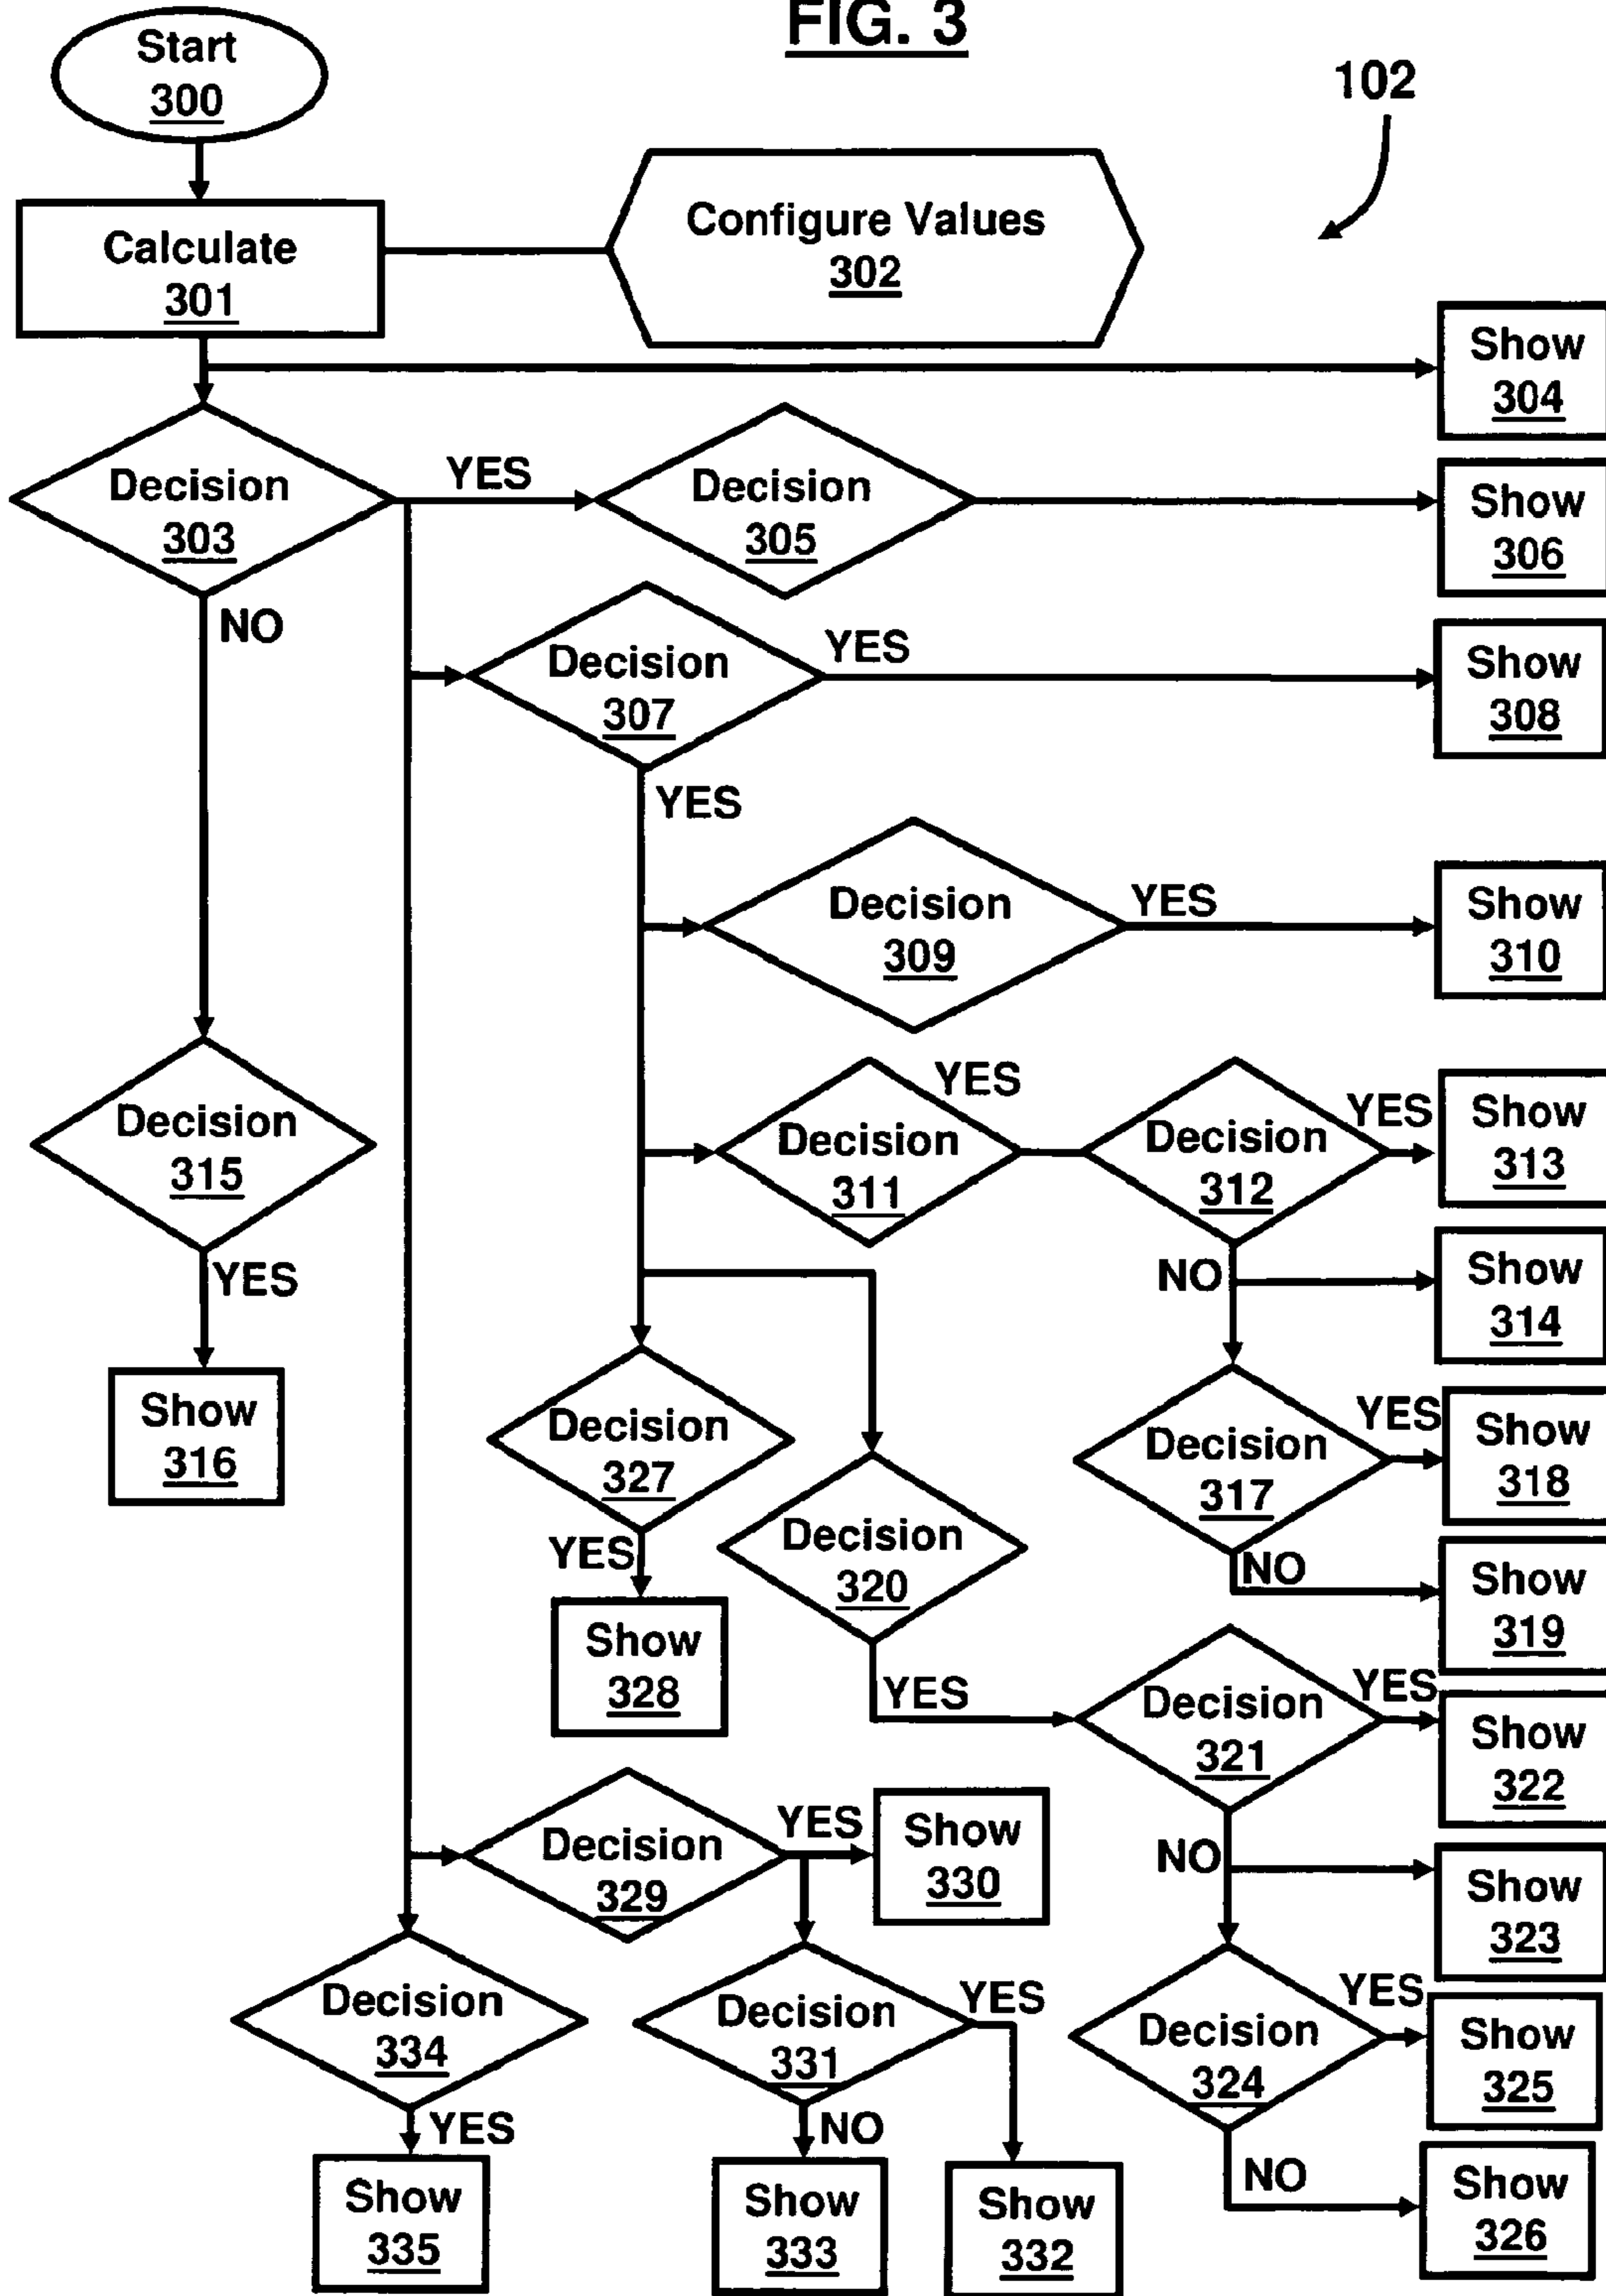 FIG. 3
102
Start
300
Calculate
301
Configure Values
302
Show
304
Decision
303
YES
Decision
305
Show
306
NO
Decision
307
YES
Show
308
YES
Decision
309
YES
Show
310
Decision
311
YES
Decision
312
YES
Show
313
NO
Show
314
Decision
315
YES
Show
316
Decision
317
YES
Show
318
NO
Show
319
Decision
327
YES
Show
328
Decision
320
YES
Decision
321
YES
Show
322
NO
Show
323
Decision
329
YES
Show
330
Decision
324
YES
Show
325
NO
Show
326
Decision
334
YES
Show
335
Decision
331
YES
NO
Show
333
Show
332